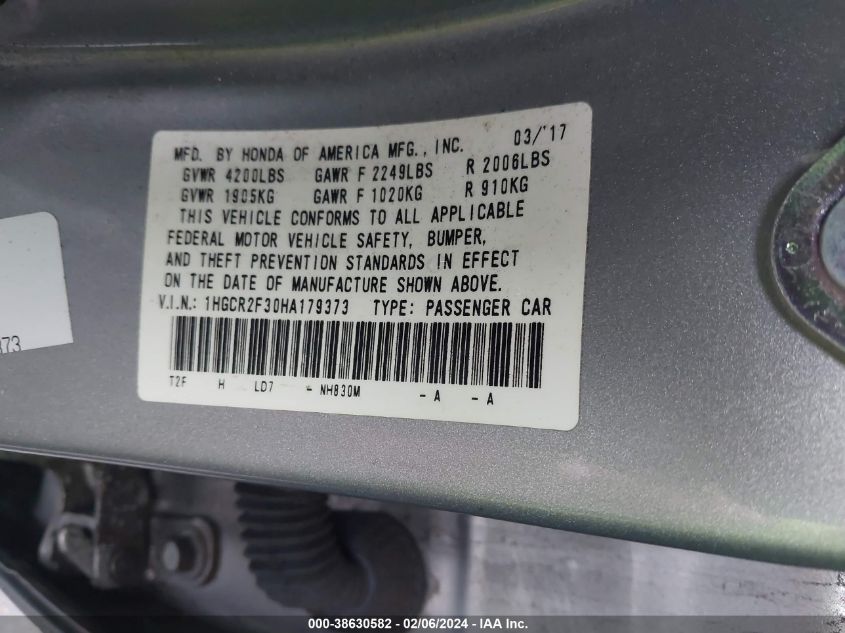 MFD. BY HONDA OF AMERICA MFG., INC. 03/'17
GVWR 4200LBS GAWR F 2249LBS R 2006LBS
GVWR 1905KG GAWR F 1020KG R 910KG
THIS VEHICLE CONFORMS TO ALL APPLICABLE
FEDERAL MOTOR VEHICLE SAFETY, BUMPER,
AND THEFT PREVENTION STANDARDS IN EFFECT
ON THE DATE OF MANUFACTURE SHOWN ABOVE.
V.I.N.: 1HGCR2F30HA179373 TYPE: PASSENGER CAR
T2F H LD7 - NH830M - A - A
373
000-38630582 - 02/06/2024 - IAA Inc.